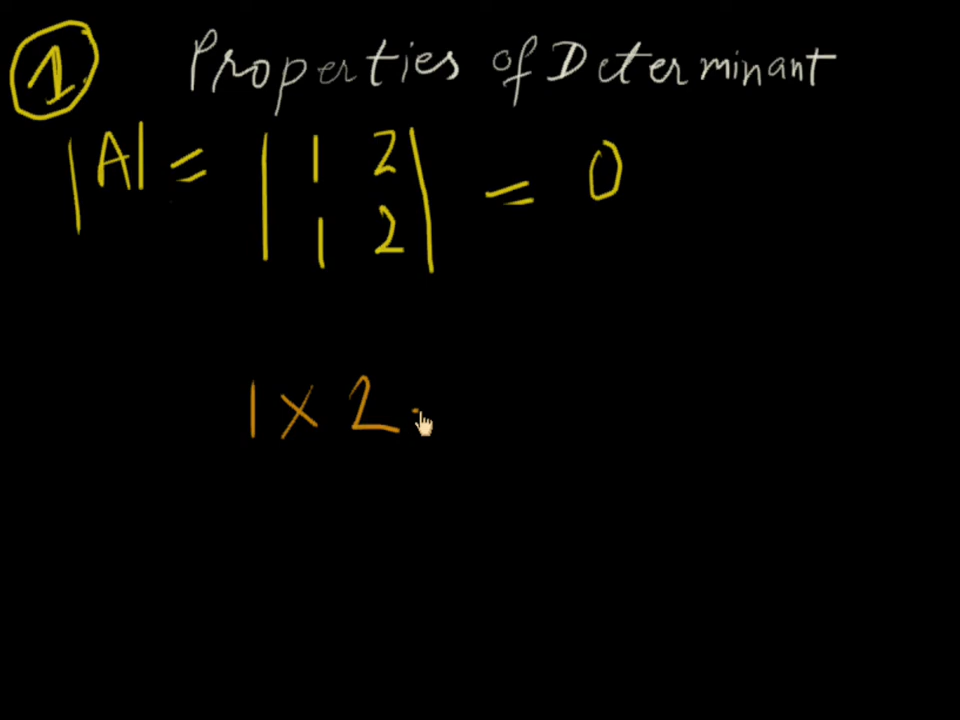 1 Properties of Determinant
|A| = | 1 2 | = 0
| 1 2 |
1 × 2